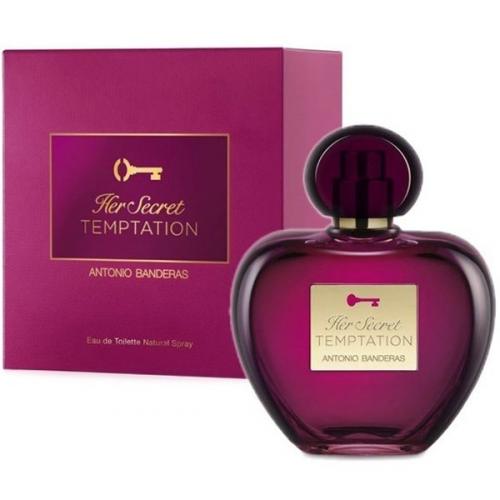 Her Secret
TEMPTATION
ANTONIO BANDERAS
Eau de Toilette Natural Spray
Her Secret
TEMPTATION
ANTONIO BANDERAS